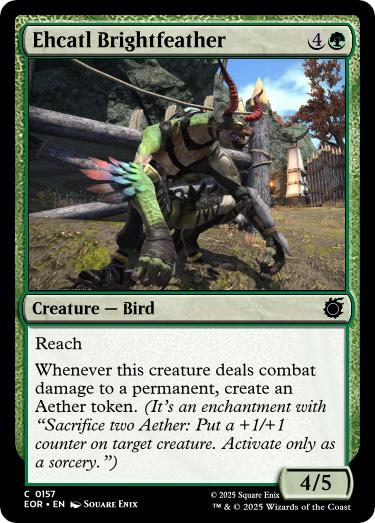 Ehcatl Brightfeather 4
Creature — Bird
Reach
Whenever this creature deals combat
damage to a permanent, create an
Aether token. (It's an enchantment with
"Sacrifice two Aether: Put a +1/+1
counter on target creature. Activate only as
a sorcery.")
4/5
C 0157
EOR • EN SQUARE ENIX
© 2025 Square Enix
™ & © 2025 Wizards of the Coast